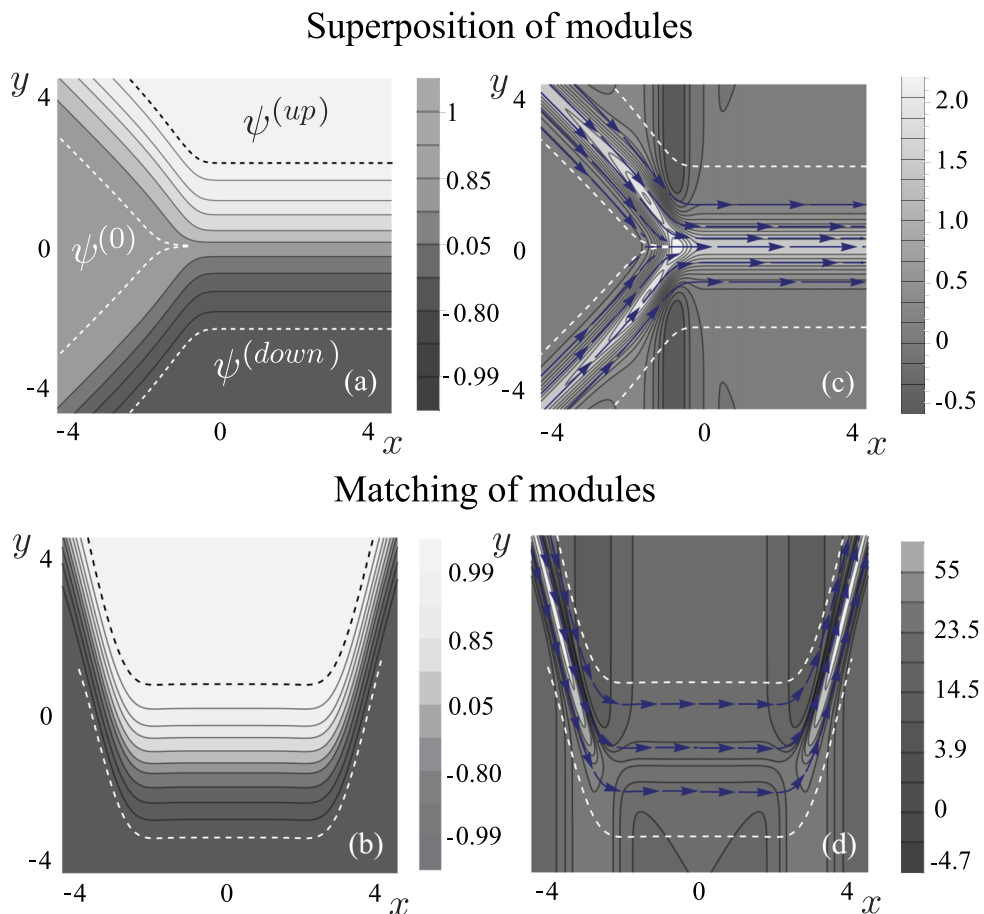 Superposition of modules
y
4
0
-4
ψ(up)
ψ(0)
ψ(down)
(a)
-4 0 4 x
1
0.85
0.05
-0.80
-0.99
y
4
0
-4
(c)
-4 0 4 x
2.0
1.5
1.0
0.5
0
-0.5
Matching of modules
y
4
0
-4
(b)
-4 0 4 x
0.99
0.85
0.05
-0.80
-0.99
y
4
0
-4
(d)
-4 0 4 x
55
23.5
14.5
3.9
0
-4.7